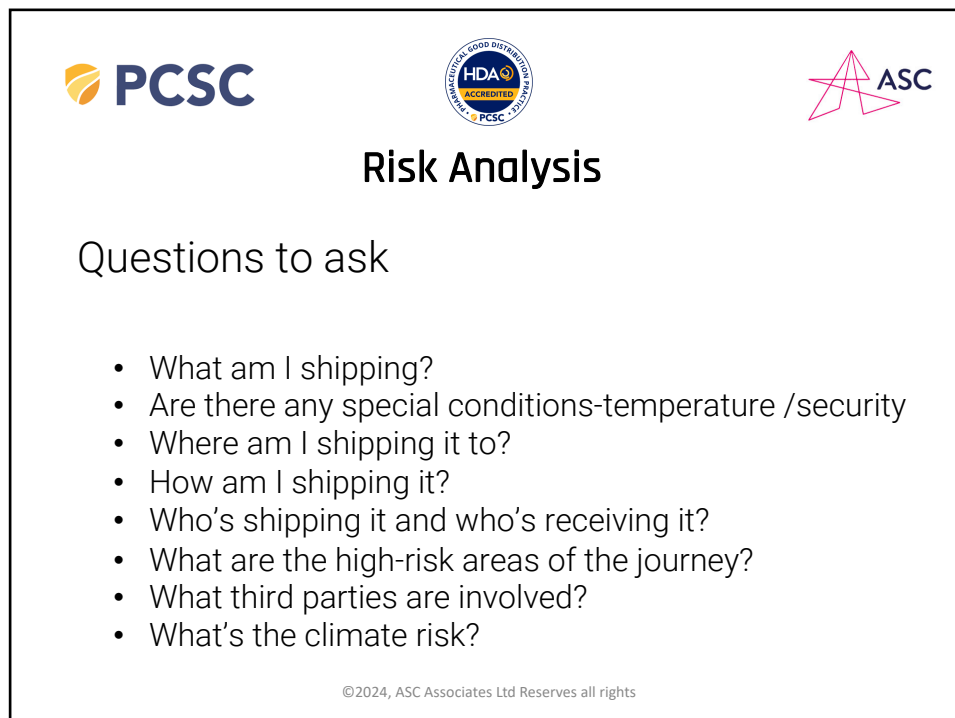 PCSC
PHARMACEUTICAL GOOD DISTRIBUTION PRACTICE
HDA
ACCREDITED
PCSC
ASC
Risk Analysis
Questions to ask
• What am I shipping?
• Are there any special conditions-temperature /security
• Where am I shipping it to?
• How am I shipping it?
• Who’s shipping it and who’s receiving it?
• What are the high-risk areas of the journey?
• What third parties are involved?
• What’s the climate risk?
©2024, ASC Associates Ltd Reserves all rights